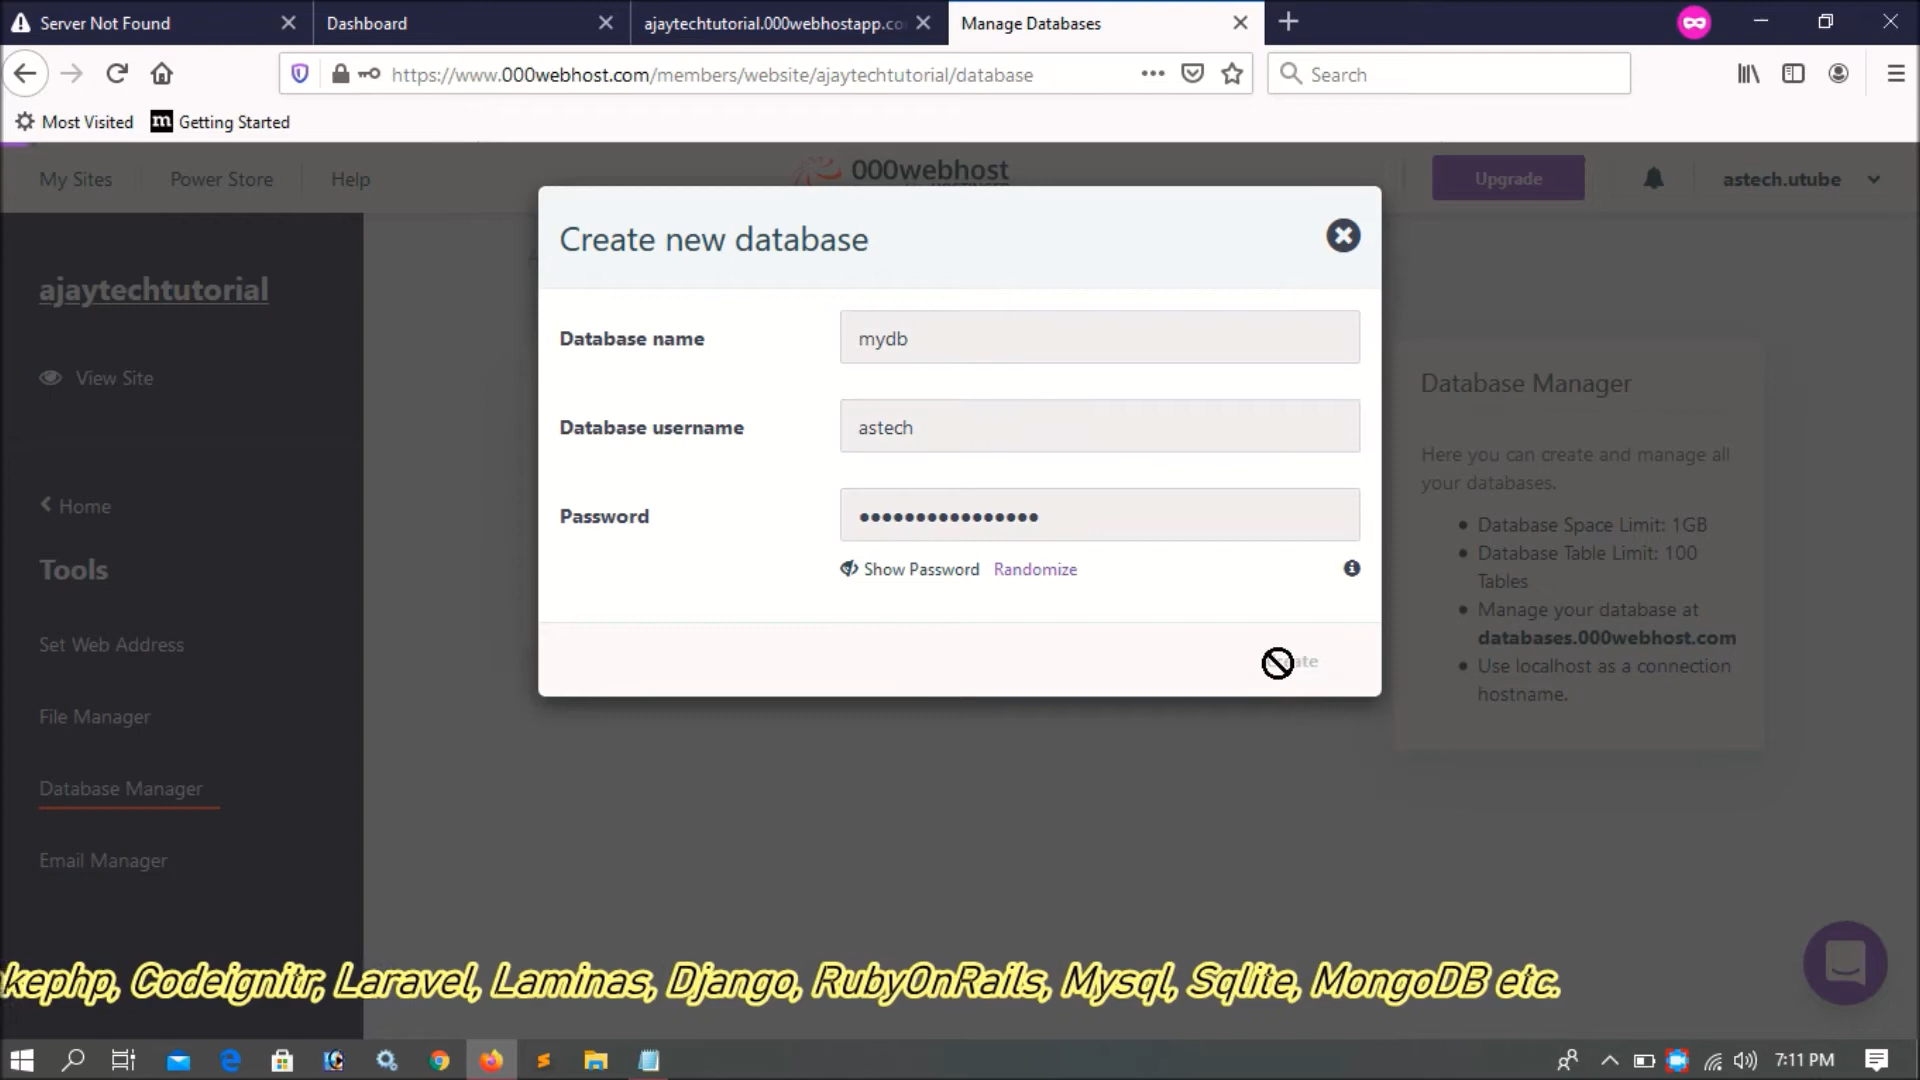 Server Not Found
Dashboard
ajaytechtutorial.000webhostapp.co
Manage Databases
https://www.000webhost.com/members/website/ajaytechtutorial/database
Search
Most Visited
Getting Started
My Sites
Power Store
Help
000webhost
Upgrade
astech.utube
ajaytechtutorial
View Site
Home
Tools
Set Web Address
File Manager
Database Manager
Email Manager
Create new database
Database name
mydb
Database username
astech
Password
••••••••••••••••
Show Password Randomize
Database Manager
Here you can create and manage all
your databases.
• Database Space Limit: 1GB
• Database Table Limit: 100
Tables
• Manage your database at
databases.000webhost.com
• Use localhost as a connection
hostname.
kephp, Codeignitr, Laravel, Laminas, Django, RubyOnRails, Mysql, Sqlite, MongoDB etc.
7:11 PM